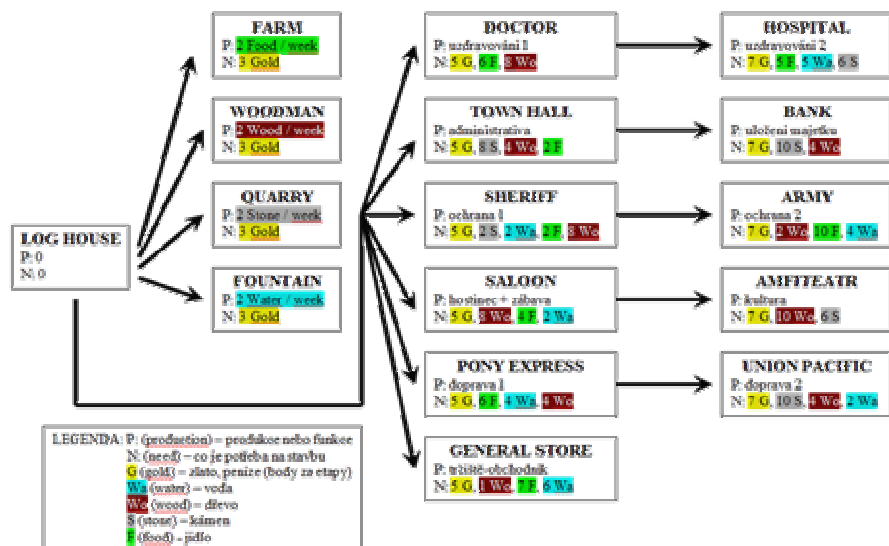 FARM
P: 2 Food / week
N: 3 Gold
WOODMAN
P: 2 Wood / week
N: 3 Gold
QUARRY
P: 2 Stone / week
N: 3 Gold
FOUNTAIN
P: 2 Water / week
N: 3 Gold
LOG HOUSE
P: 0
N: 0
DOCTOR
P: uzdravování 1
N: 5 G, 6 F, 8 Wo
TOWN HALL
P: administrativa
N: 5 G, 8 S, 4 Wo, 2 F
SHERIFF
P: ochrana 1
N: 5 G, 2 S, 2 Wa, 2 F, 8 Wo
SALOON
P: hostinec + zábava
N: 5 G, 8 Wo, 4 F, 2 Wa
PONY EXPRESS
P: doprava 1
N: 5 G, 6 F, 4 Wa, 4 Wo
GENERAL STORE
P: tržiště-obchodník
N: 5 G, 1 Wo, 7 F, 6 Wa
HOSPITAL
P: uzdravování 2
N: 7 G, 5 F, 5 Wa, 6 S
BANK
P: uložení majetku
N: 7 G, 10 S, 4 Wo
ARMY
P: ochrana 2
N: 7 G, 2 Wo, 10 F, 4 Wa
AMFITEATR
P: kultura
N: 7 G, 10 Wo, 6 S
UNION PACIFIC
P: doprava 2
N: 7 G, 10 S, 4 Wo, 2 Wa
LEGENDA: P: (production) – produkce nebo funkce
N: (need) – co je potřeba na stavbu
G (gold) – zlato, peníze (body za etapy)
Wa (water) – voda
Wo (wood) – dřevo
S (stone) – kámen
F (food) - jídlo